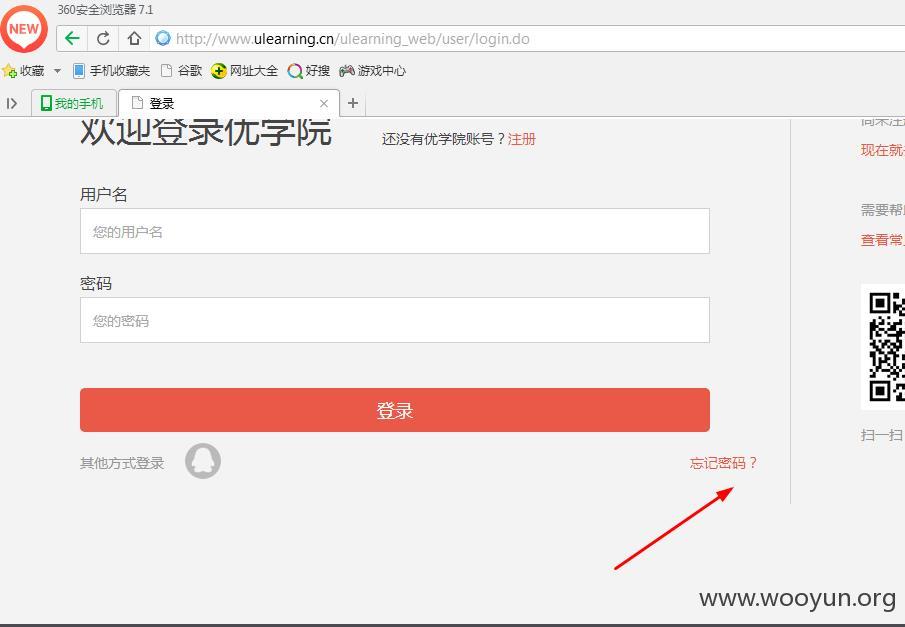 NEW
360安全浏览器 7.1
http://www.ulearning.cn/ulearning_web/user/login.do
收藏 手机收藏夹 谷歌 网址大全 好搜 游戏中心
我的手机 登录
欢迎登录优学院
还没有优学院账号？注册
尚未注
现在就
用户名
您的用户名
需要帮
查看常
密码
您的密码
登录
扫一扫
其他方式登录
忘记密码？
www.wooyun.org